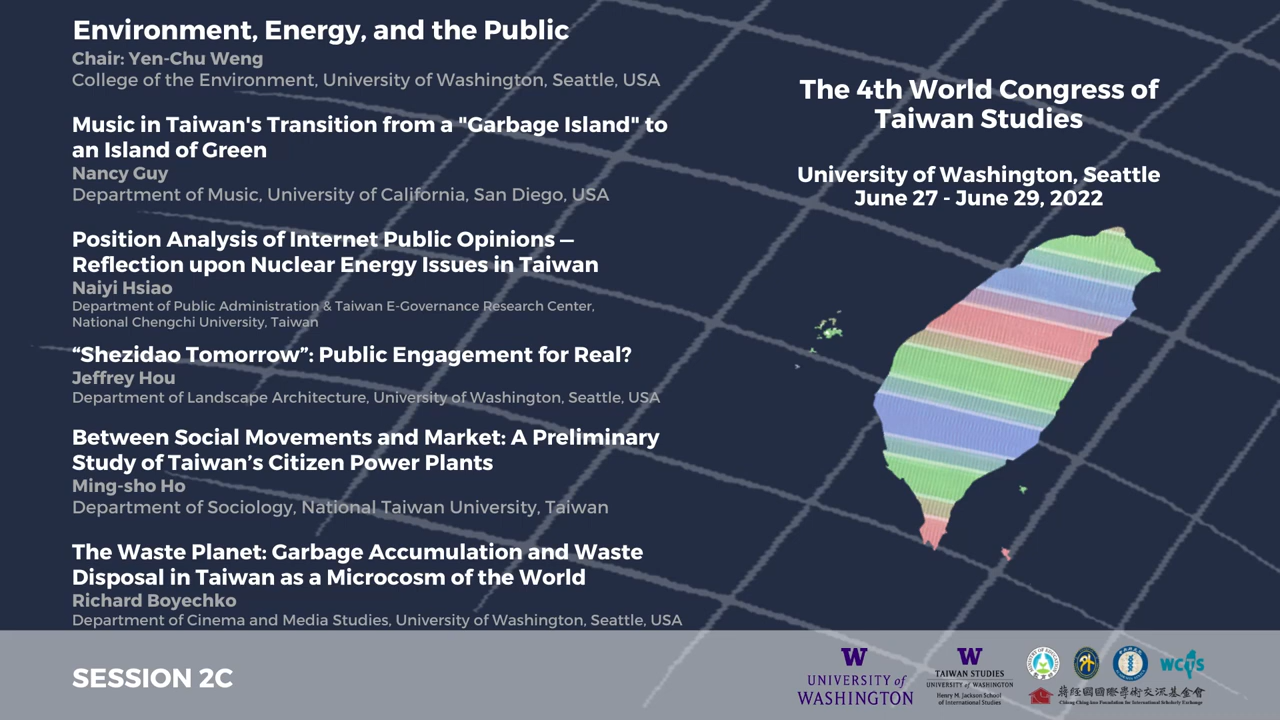 Environment, Energy, and the Public
Chair: Yen-Chu Weng
College of the Environment, University of Washington, Seattle, USA
Music in Taiwan's Transition from a "Garbage Island" to
an Island of Green
Nancy Guy
Department of Music, University of California, San Diego, USA
Position Analysis of Internet Public Opinions —
Reflection upon Nuclear Energy Issues in Taiwan
Naiyi Hsiao
Department of Public Administration & Taiwan E-Governance Research Center,
National Chengchi University, Taiwan
“Shezidao Tomorrow”: Public Engagement for Real?
Jeffrey Hou
Department of Landscape Architecture, University of Washington, Seattle, USA
Between Social Movements and Market: A Preliminary
Study of Taiwan’s Citizen Power Plants
Ming-sho Ho
Department of Sociology, National Taiwan University, Taiwan
The Waste Planet: Garbage Accumulation and Waste
Disposal in Taiwan as a Microcosm of the World
Richard Boyechko
Department of Cinema and Media Studies, University of Washington, Seattle, USA
The 4th World Congress of
Taiwan Studies
University of Washington, Seattle
June 27 - June 29, 2022
SESSION 2C
W
UNIVERSITY of
WASHINGTON
W
TAIWAN STUDIES
UNIVERSITY of WASHINGTON
Henry M. Jackson School
of International Studies
WCTS
蔣經國國際學術交流基金會
Chiang Ching-kuo Foundation for International Scholarly Exchange